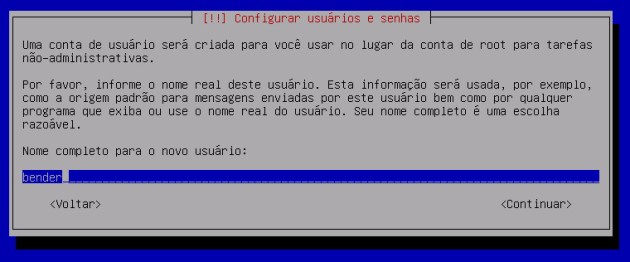 [!!] Configurar usuários e senhas
Uma conta de usuário será criada para você usar no lugar da conta de root para tarefas
não-administrativas.
Por favor, informe o nome real deste usuário. Esta informação será usada, por exemplo,
como a origem padrão para mensagens enviadas por este usuário bem como por qualquer
programa que exiba ou use o nome real do usuário. Seu nome completo é uma escolha
razoável.
Nome completo para o novo usuário:
bender
<Voltar> <Continuar>